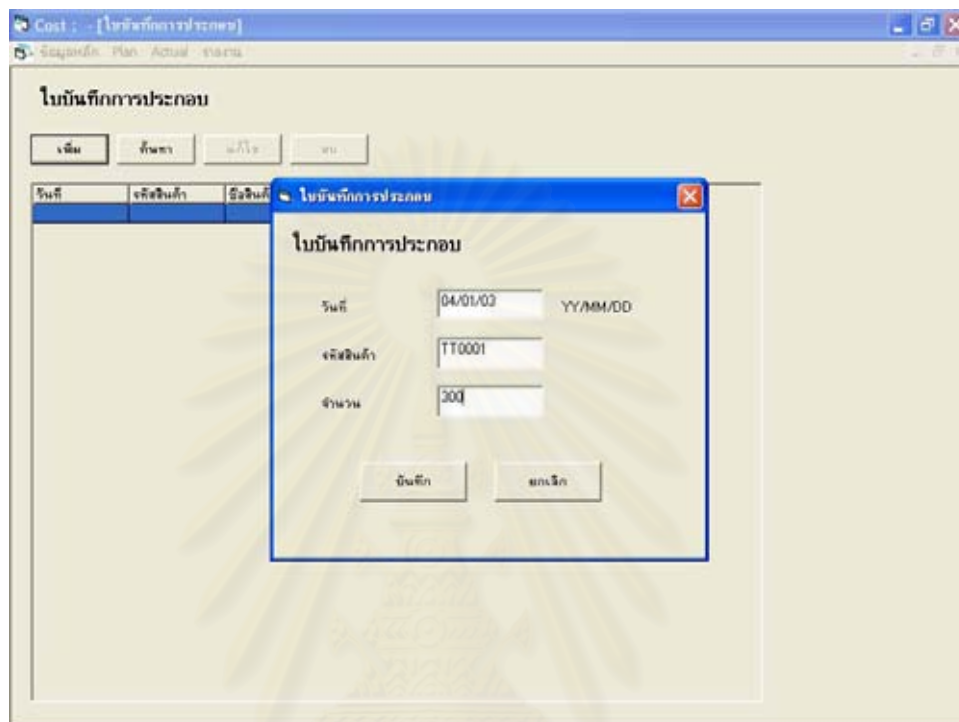 Cost : - [ใบบันทึกการประกอบ]
ข้อมูลหลัก Plan Actual รายงาน
ใบบันทึกการประกอบ
เพิ่ม ค้นหา แก้ไข ลบ
วันที่ รหัสสินค้า ชื่อสินค้
ใบบันทึกการประกอบ
ใบบันทึกการประกอบ
วันที่ 04/01/03 YY/MM/DD
รหัสสินค้า TT0001
จำนวน 300
บันทึก ยกเลิก